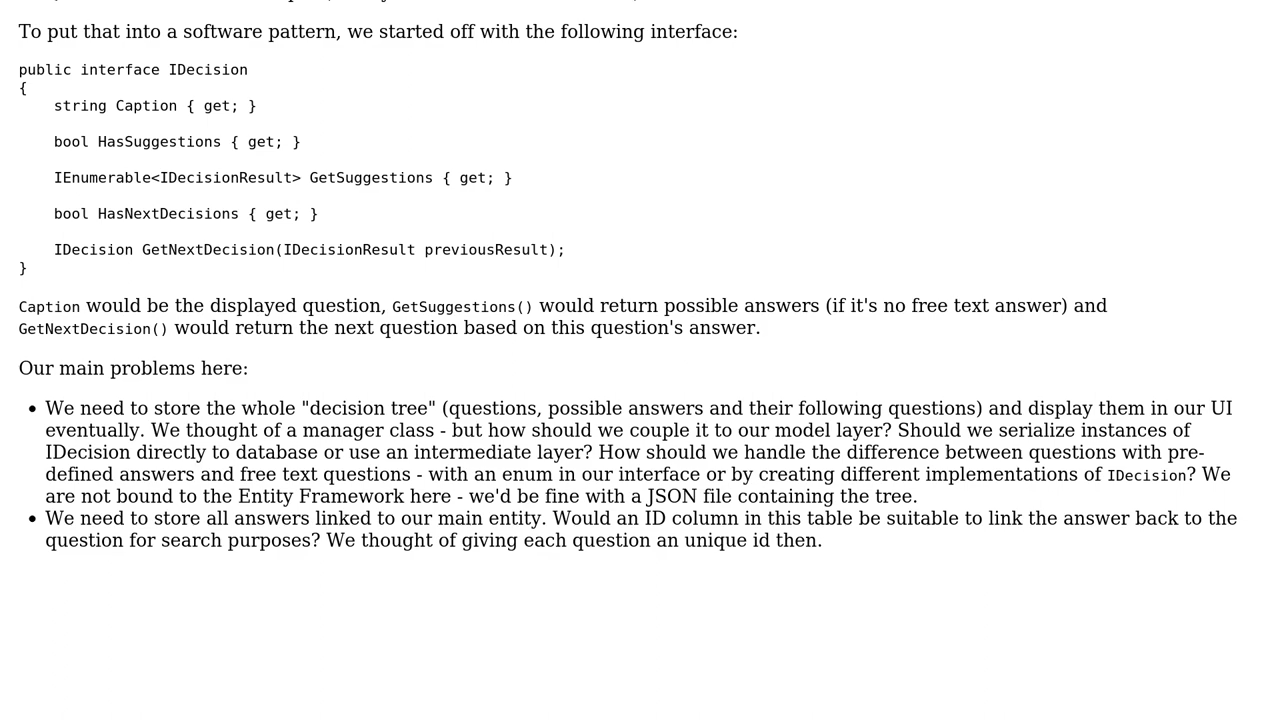 To put that into a software pattern, we started off with the following interface:
public interface IDecision
{
    string Caption { get; }
    bool HasSuggestions { get; }
    IEnumerable<IDecisionResult> GetSuggestions { get; }
    bool HasNextDecisions { get; }
    IDecision GetNextDecision(IDecisionResult previousResult);
}
Caption would be the displayed question, GetSuggestions() would return possible answers (if it's no free text answer) and
GetNextDecision() would return the next question based on this question's answer.
Our main problems here:
• We need to store the whole "decision tree" (questions, possible answers and their following questions) and display them in our UI
eventually. We thought of a manager class - but how should we couple it to our model layer? Should we serialize instances of
IDecision directly to database or use an intermediate layer? How should we handle the difference between questions with pre-
defined answers and free text questions - with an enum in our interface or by creating different implementations of IDecision? We
are not bound to the Entity Framework here - we'd be fine with a JSON file containing the tree.
• We need to store all answers linked to our main entity. Would an ID column in this table be suitable to link the answer back to the
question for search purposes? We thought of giving each question an unique id then.